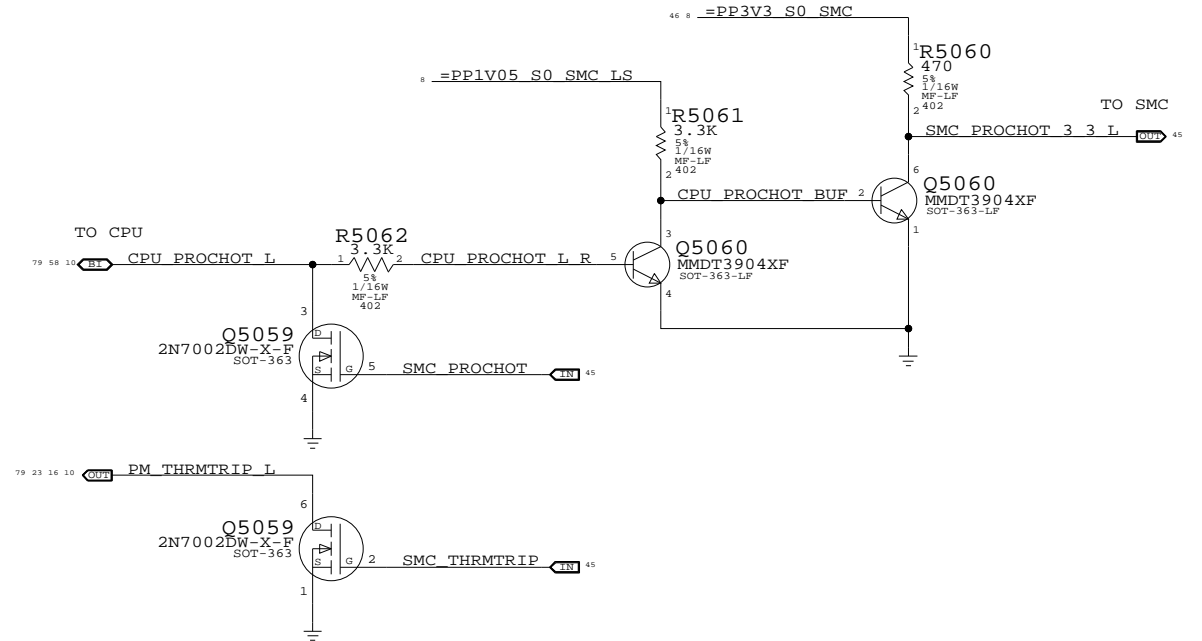 46 8 =PP3V3_S0_SMC
1
R5060
470
5%
1/16W
MF-LF
402
2
8 =PP1V05_S0_SMC_LS
1
R5061
3.3K
5%
1/16W
MF-LF
402
2
TO SMC
SMC_PROCHOT_3_3_L OUT 45
6
CPU_PROCHOT_BUF 2
Q5060
MMDT3904XF
SOT-363-LF
1
TO CPU
79 58 10 BI CPU_PROCHOT_L
R5062
3.3K
1 2
5%
1/16W
MF-LF
402
CPU_PROCHOT_L_R 5
3
Q5060
MMDT3904XF
SOT-363-LF
4
3
Q5059
2N7002DW-X-F
SOT-363
D
S G 5 SMC_PROCHOT IN 45
4
79 23 16 10 OUT PM_THRMTRIP_L
6
Q5059
2N7002DW-X-F
SOT-363
D
S G 2 SMC_THRMTRIP IN 45
1